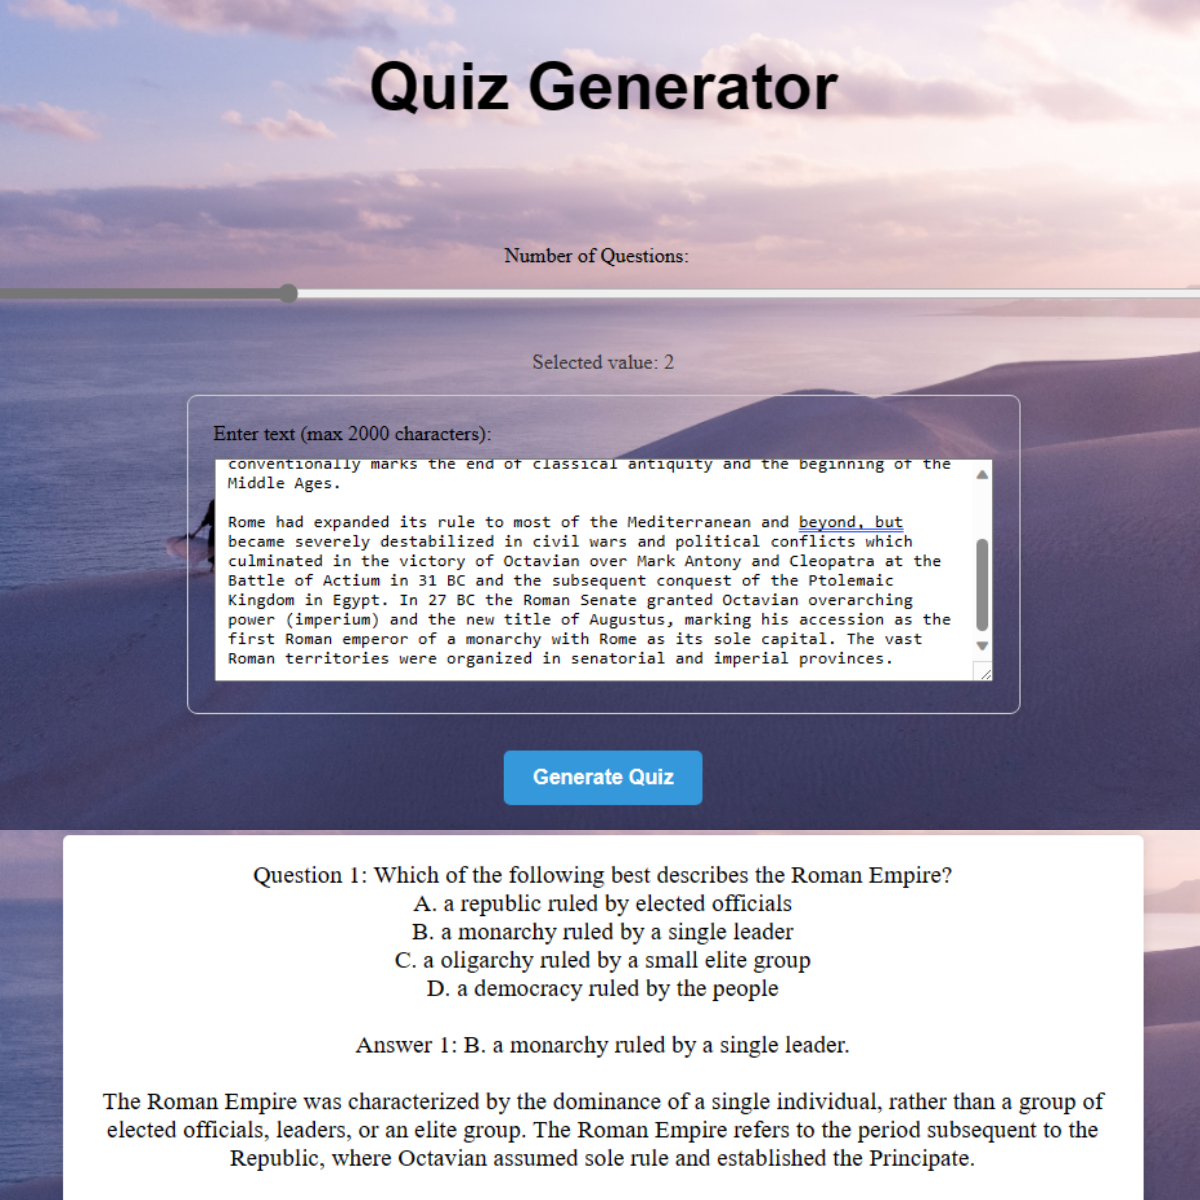 Quiz Generator
Number of Questions:
Selected value: 2
Enter text (max 2000 characters):
conventionally marks the end of classical antiquity and the beginning of the
Middle Ages.
Rome had expanded its rule to most of the Mediterranean and beyond, but
became severely destabilized in civil wars and political conflicts which
culminated in the victory of Octavian over Mark Antony and Cleopatra at the
Battle of Actium in 31 BC and the subsequent conquest of the Ptolemaic
Kingdom in Egypt. In 27 BC the Roman Senate granted Octavian overarching
power (imperium) and the new title of Augustus, marking his accession as the
first Roman emperor of a monarchy with Rome as its sole capital. The vast
Roman territories were organized in senatorial and imperial provinces.
Generate Quiz
Question 1: Which of the following best describes the Roman Empire?
A. a republic ruled by elected officials
B. a monarchy ruled by a single leader
C. a oligarchy ruled by a small elite group
D. a democracy ruled by the people
Answer 1: B. a monarchy ruled by a single leader.
The Roman Empire was characterized by the dominance of a single individual, rather than a group of
elected officials, leaders, or an elite group. The Roman Empire refers to the period subsequent to the
Republic, where Octavian assumed sole rule and established the Principate.